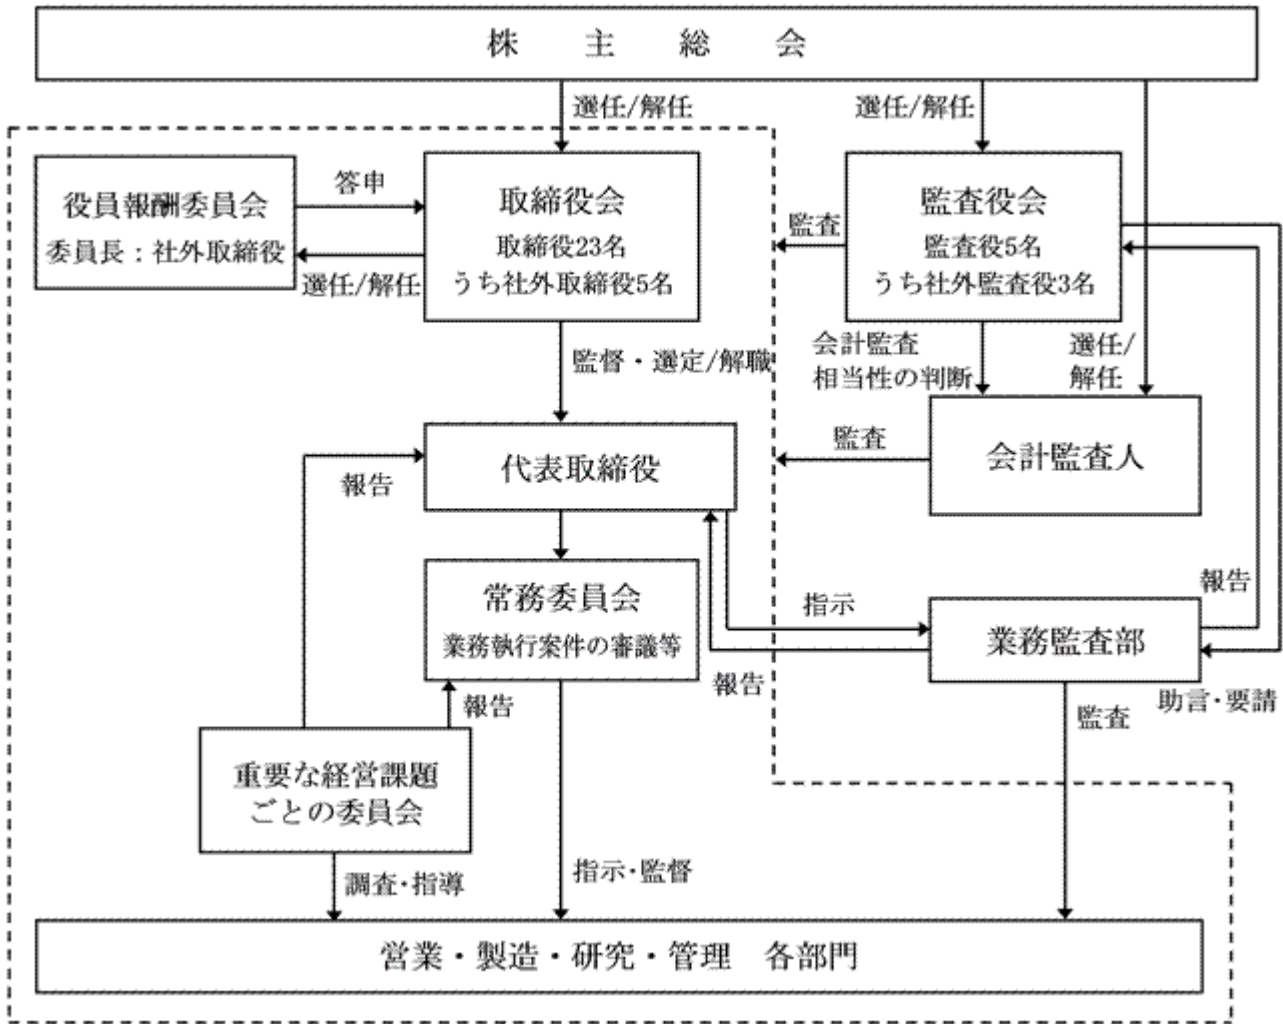 株主総会
選任/解任
選任/解任
役員報酬委員会
委員長：社外取締役
答申
選任/解任
取締役会
取締役23名
うち社外取締役5名
監査
監査役会
監査役5名
うち社外監査役3名
監督・選定/解職
会計監査
相当性の判断
選任/
解任
報告
代表取締役
監査
会計監査人
常務委員会
業務執行案件の審議等
指示
報告
業務監査部
報告
助言・要請
報告
監査
重要な経営課題
ごとの委員会
調査・指導
指示・監督
営業・製造・研究・管理　各部門